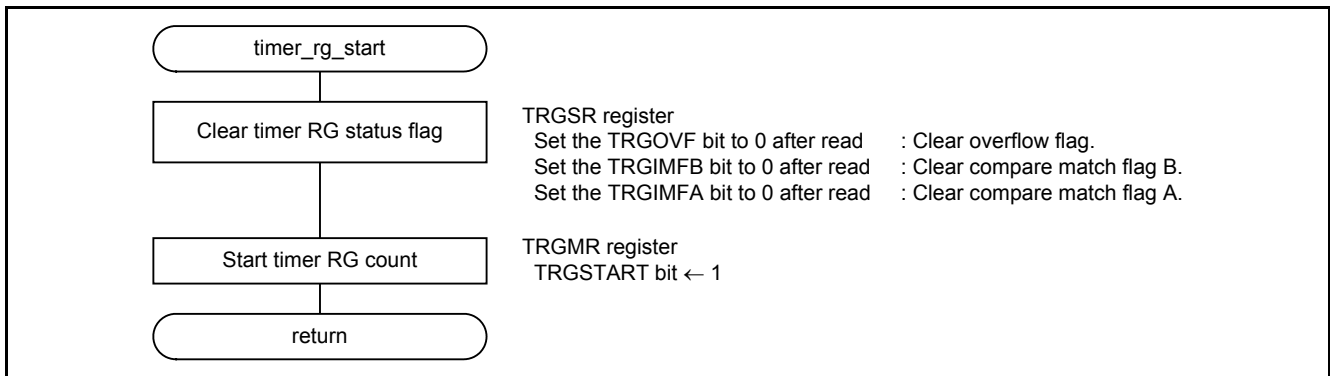 timer_rg_start
Clear timer RG status flag
TRGSR register
Set the TRGOVF bit to 0 after read : Clear overflow flag.
Set the TRGIMFB bit to 0 after read : Clear compare match flag B.
Set the TRGIMFA bit to 0 after read : Clear compare match flag A.
Start timer RG count
TRGMR register
TRGSTART bit ← 1
return